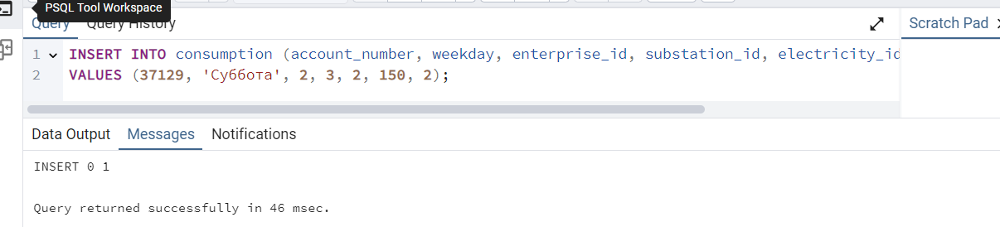 PSQL Tool Workspace
Query Query History
Scratch Pad
1 INSERT INTO consumption (account_number, weekday, enterprise_id, substation_id, electricity_id
2 VALUES (37129, 'Суббота', 2, 3, 2, 150, 2);
Data Output Messages Notifications
INSERT 0 1
Query returned successfully in 46 msec.